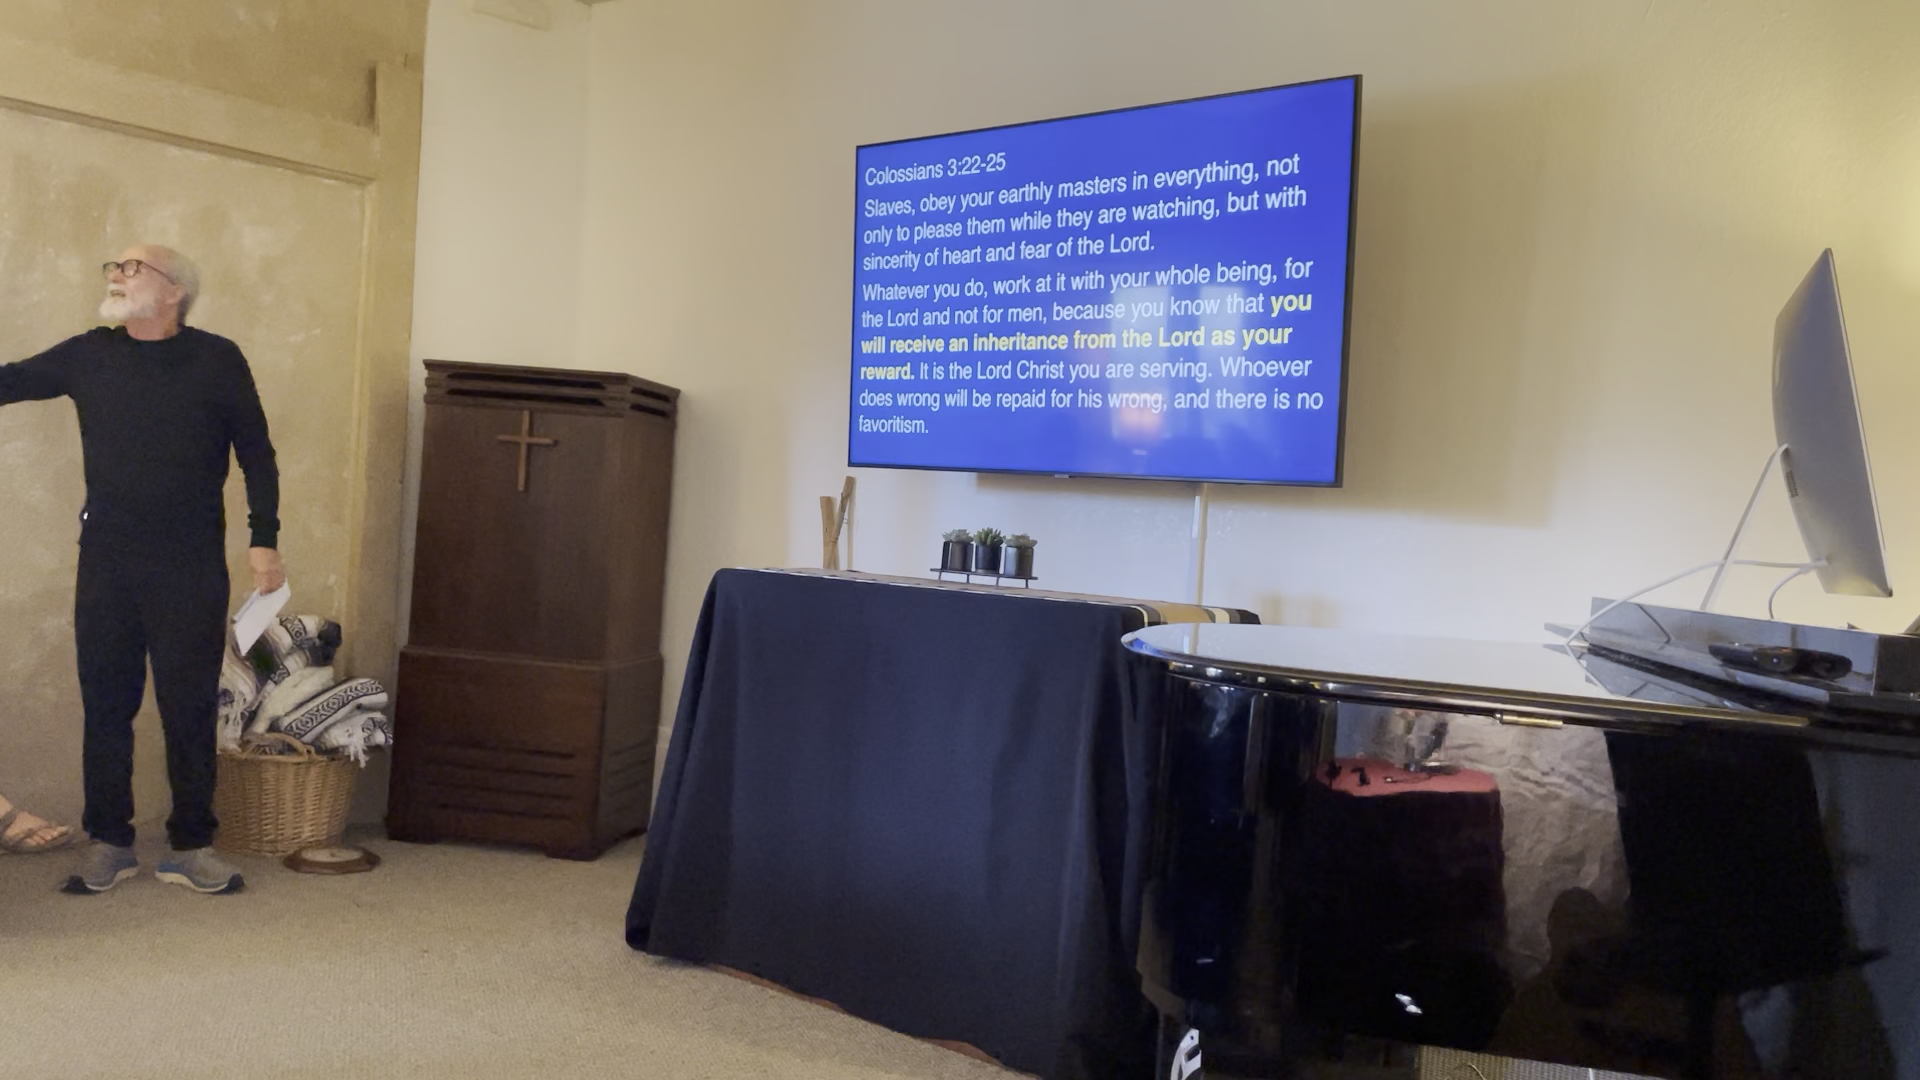 Colossians 3:22-25
Slaves, obey your earthly masters in everything, not
only to please them while they are watching, but with
sincerity of heart and fear of the Lord.
Whatever you do, work at it with your whole being, for
the Lord and not for men, because you know that you
will receive an inheritance from the Lord as your
reward. It is the Lord Christ you are serving. Whoever
does wrong will be repaid for his wrong, and there is no
favoritism.